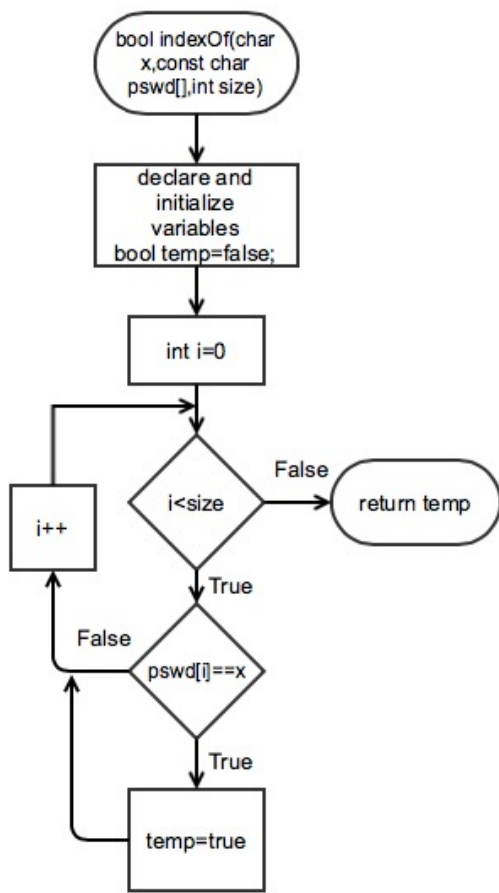 bool indexOf(char
x,const char
pswd[],int size)
declare and
initialize
variables
bool temp=false;
int i=0
i<size
False
return temp
i++
True
False
pswd[i]==x
True
temp=true